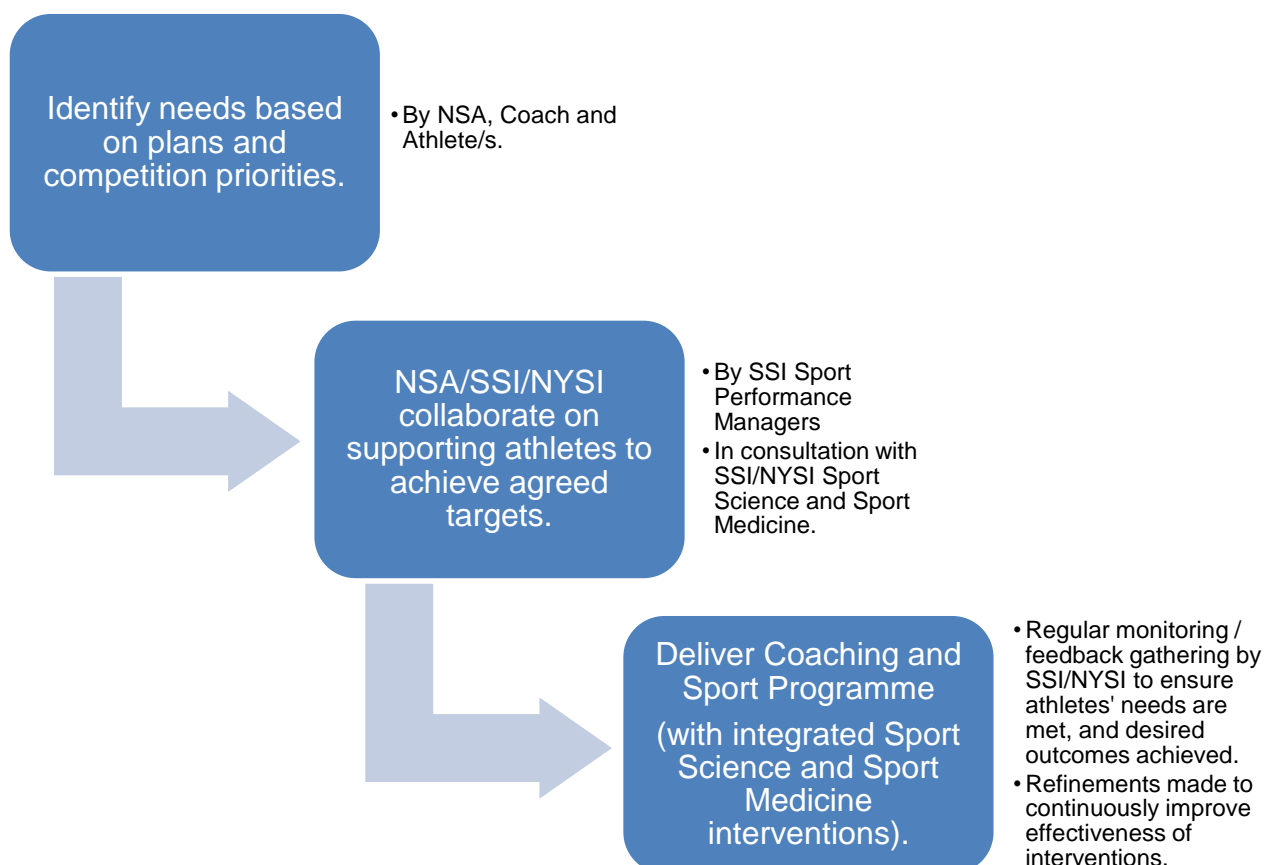 Identify needs based
on plans and
competition priorities.
• By NSA, Coach and
Athlete/s.
NSA/SSI/NYSI
collaborate on
supporting athletes to
achieve agreed
targets.
• By SSI Sport
Performance
Managers
• In consultation with
SSI/NYSI Sport
Science and Sport
Medicine.
Deliver Coaching and
Sport Programme
(with integrated Sport
Science and Sport
Medicine
interventions).
• Regular monitoring /
feedback gathering by
SSI/NYSI to ensure
athletes' needs are
met, and desired
outcomes achieved.
• Refinements made to
continuously improve
effectiveness of
interventions.